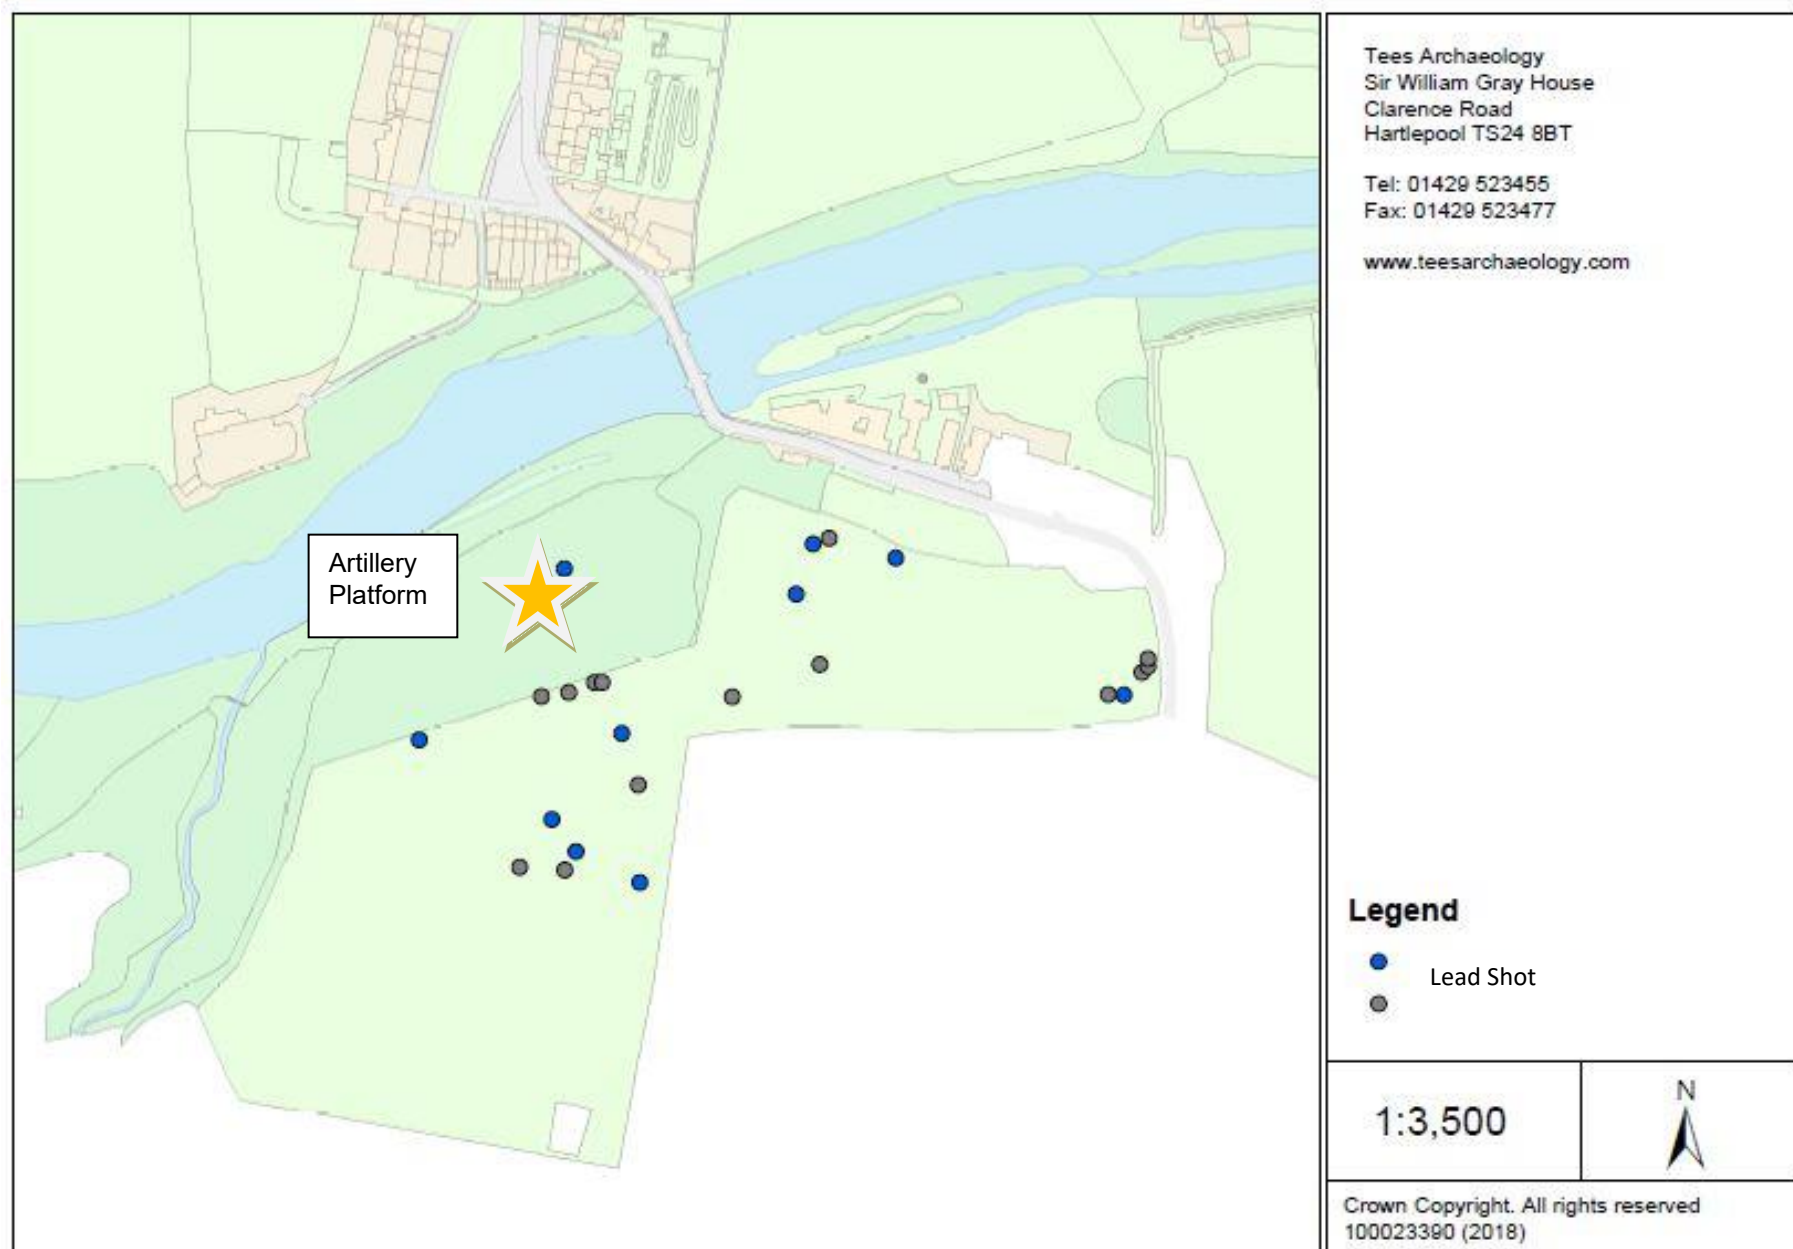 Tees Archaeology
Sir William Gray House
Clarence Road
Hartlepool TS24 8BT
Tel: 01429 523455
Fax: 01429 523477
www.teesarchaeology.com
Artillery
Platform
Legend
Lead Shot
1:3,500
N
Crown Copyright. All rights reserved
100023390 (2018)